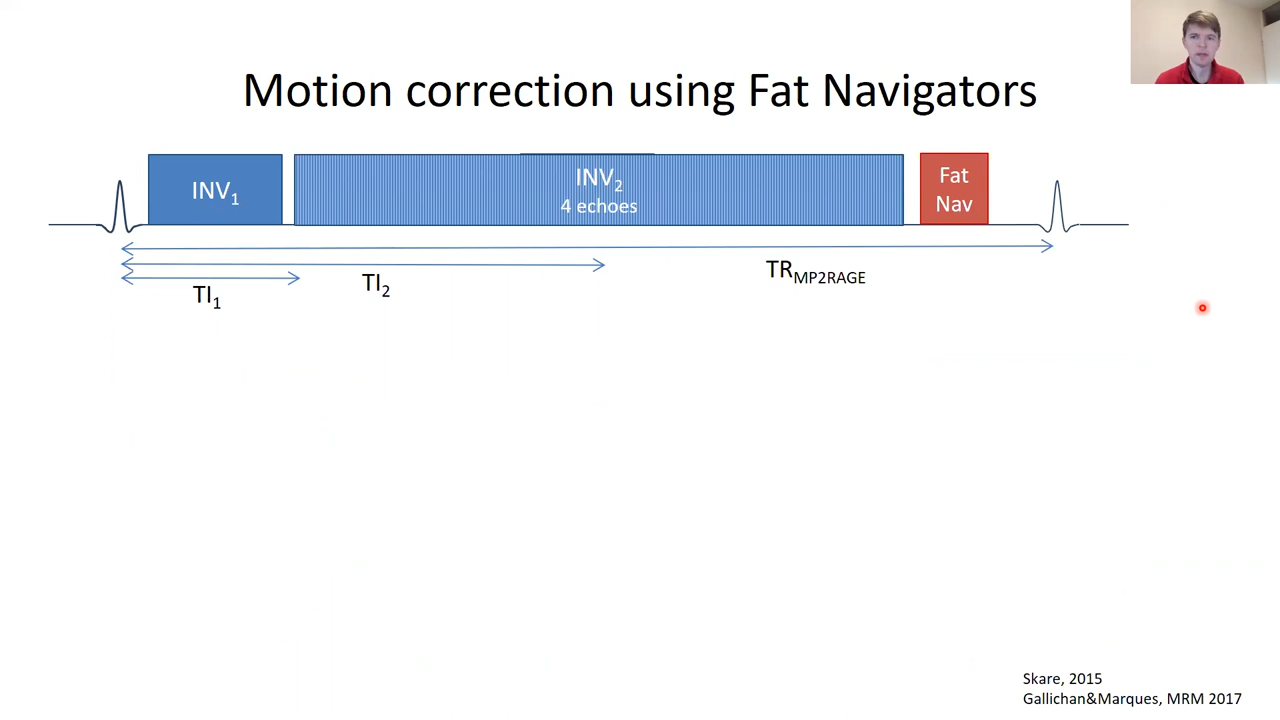 Motion correction using Fat Navigators
INV1
INV2
4 echoes
Fat
Nav
TI1
TI2
TRMP2RAGE
Skare, 2015
Gallichan&Marques, MRM 2017